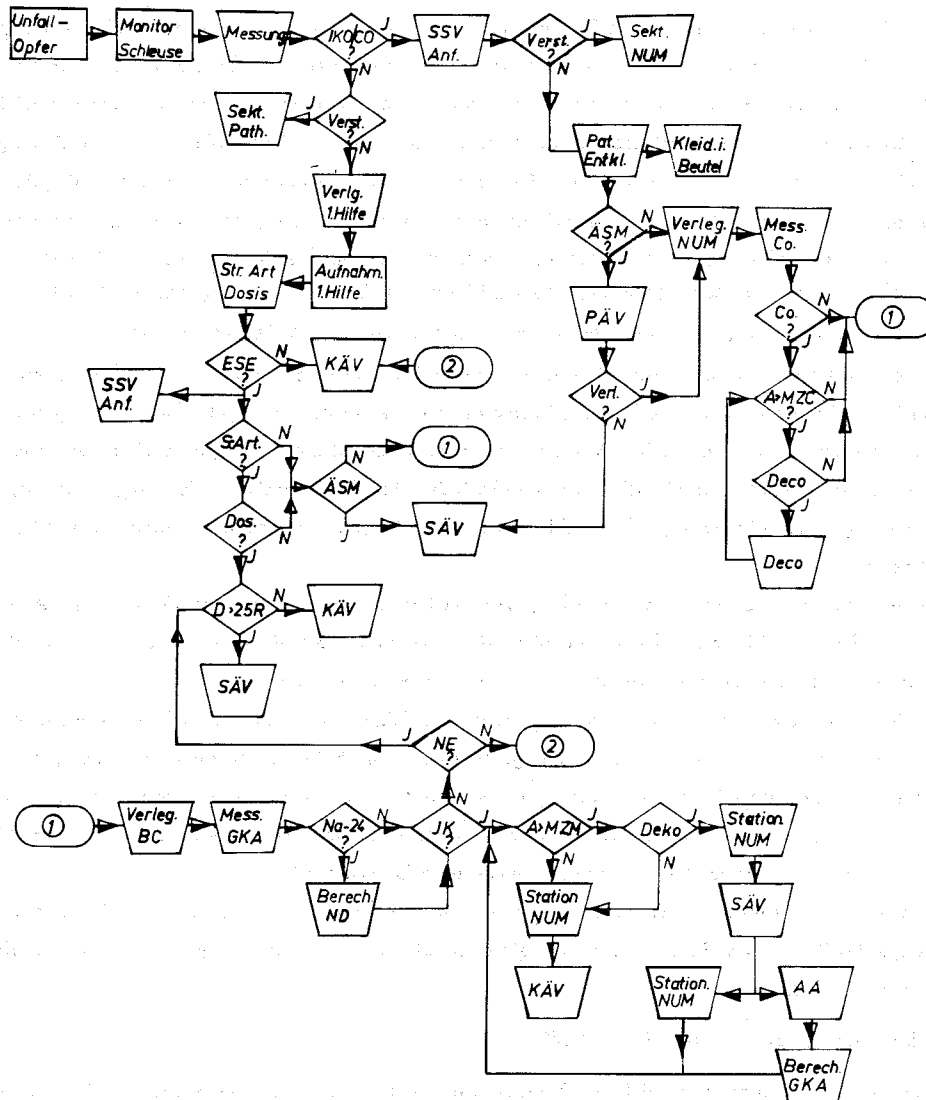 Unfall-
Opfer
Monitor
Schleuse
Messung
IKO/CO
?
J
N
SSV
Anf.
Verst.
?
J
N
Sekt.
NUM
Sekt.
Path.
J
Verst.
?
N
Pat.
Entkl.
Kleid.i.
Beutel
Verlg.
1.Hilfe
ÄSM
?
N
J
Verleg.
NUM
Mess.
Co.
Str. Art
Dosis
Aufnahm.
1.Hilfe
PÄV
Co.
?
N
J
1
ESE
?
N
J
KÄV
2
SSV
Anf.
Verl.
?
J
N
A>MZC
?
N
J
S:Art.
?
N
J
1
ÄSM
N
J
SÄV
Deco
N
J
Dos.
?
N
J
Deco
D>25R
?
N
J
KÄV
SÄV
J
NE
?
N
2
1
Verleg.
BC
Mess.
GKA
Na-24
?
N
J
JK
?
N
J
A>MZM
?
J
N
Deko
J
N
Station
NUM
Berech
ND
Station
NUM
SÄV
KÄV
Station.
NUM
AA
Berech.
GKA